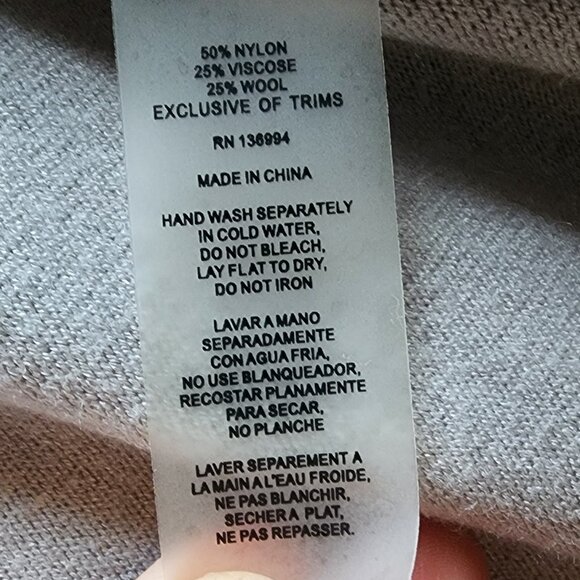 50% NYLON
25% VISCOSE
25% WOOL
EXCLUSIVE OF TRIMS
RN 136994
MADE IN CHINA
HAND WASH SEPARATELY
IN COLD WATER,
DO NOT BLEACH,
LAY FLAT TO DRY,
DO NOT IRON
LAVAR A MANO
SEPARADAMENTE
CON AGUA FRIA,
NO USE BLANQUEADOR,
RECOSTAR PLANAMENTE
PARA SECAR,
NO PLANCHE
LAVER SEPAREMENT A
LA MAIN A L'EAU FROIDE,
NE PAS BLANCHIR,
SECHER A PLAT,
NE PAS REPASSER.